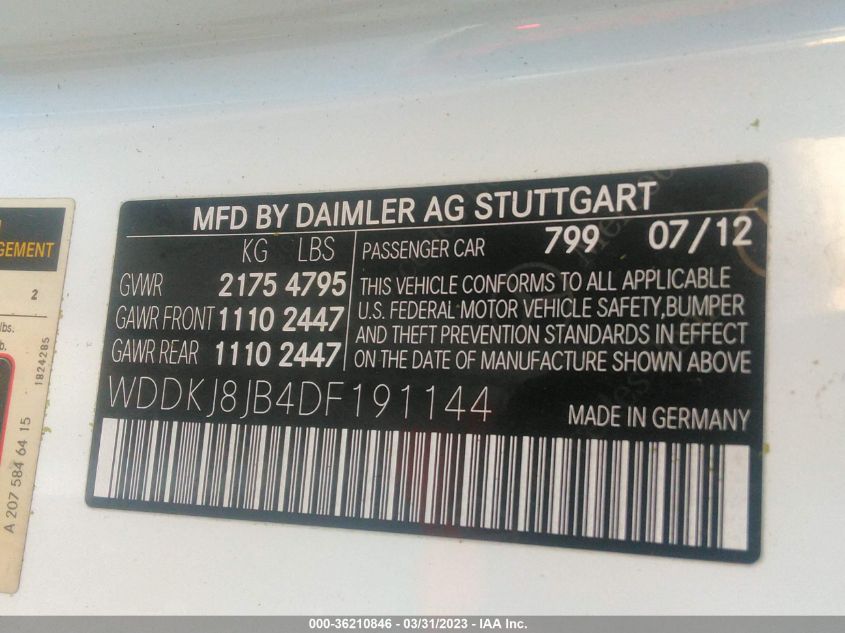 MFD BY DAIMLER AG STUTTGART
KG LBS
GVWR 2175 4795
GAWR FRONT 1110 2447
GAWR REAR 1110 2447
PASSENGER CAR 799 07/12
THIS VEHICLE CONFORMS TO ALL APPLICABLE
U.S. FEDERAL MOTOR VEHICLE SAFETY,BUMPER
AND THEFT PREVENTION STANDARDS IN EFFECT
ON THE DATE OF MANUFACTURE SHOWN ABOVE
WDDKJ8JB4DF191144
MADE IN GERMANY
2
lbs.
1824285
A 207 584 64 15
000-36210846 - 03/31/2023 - IAA Inc.